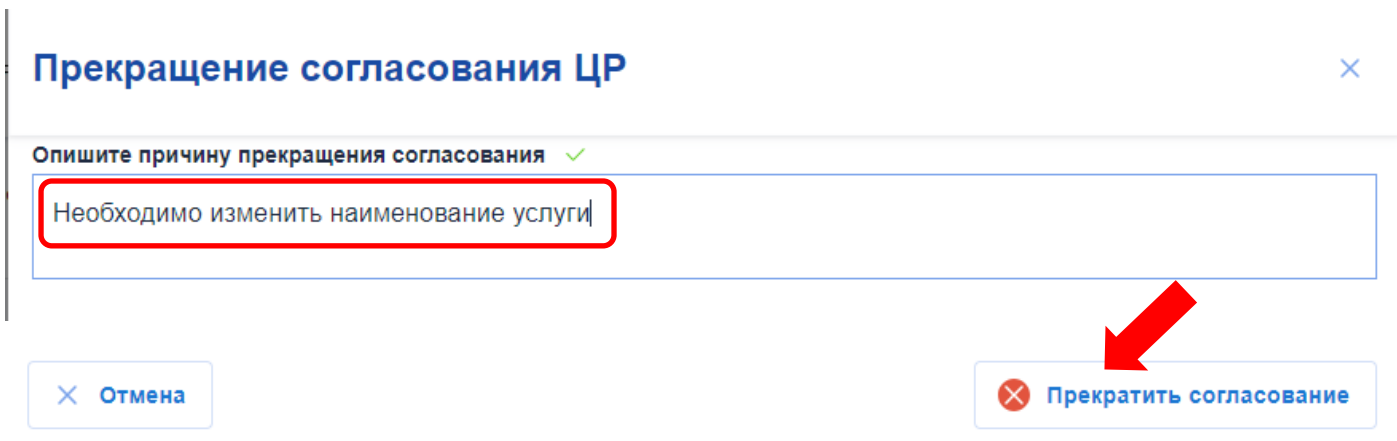 Прекращение согласования ЦР
Опишите причину прекращения согласования
Необходимо изменить наименование услуги
Отмена
Прекратить согласование